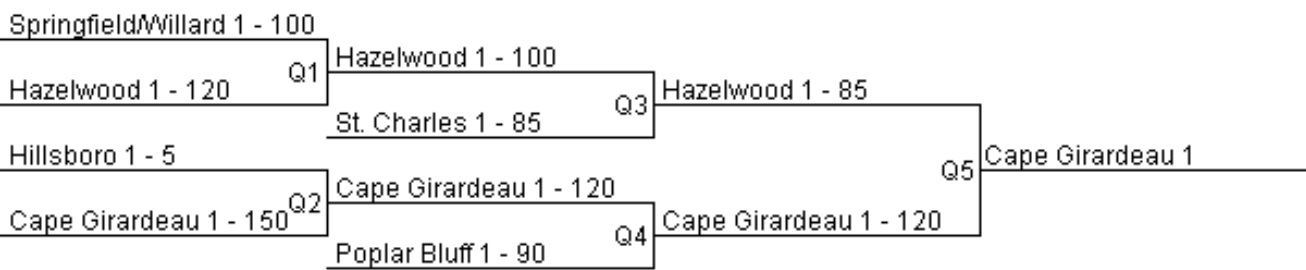 Springfield/Willard 1 - 100
Hazelwood 1 - 100
Q1
Hazelwood 1 - 120
Hazelwood 1 - 85
Q3
St. Charles 1 - 85
Hillsboro 1 - 5
Cape Girardeau 1
Q5
Cape Girardeau 1 - 120
Q2
Cape Girardeau 1 - 150
Cape Girardeau 1 - 120
Q4
Poplar Bluff 1 - 90